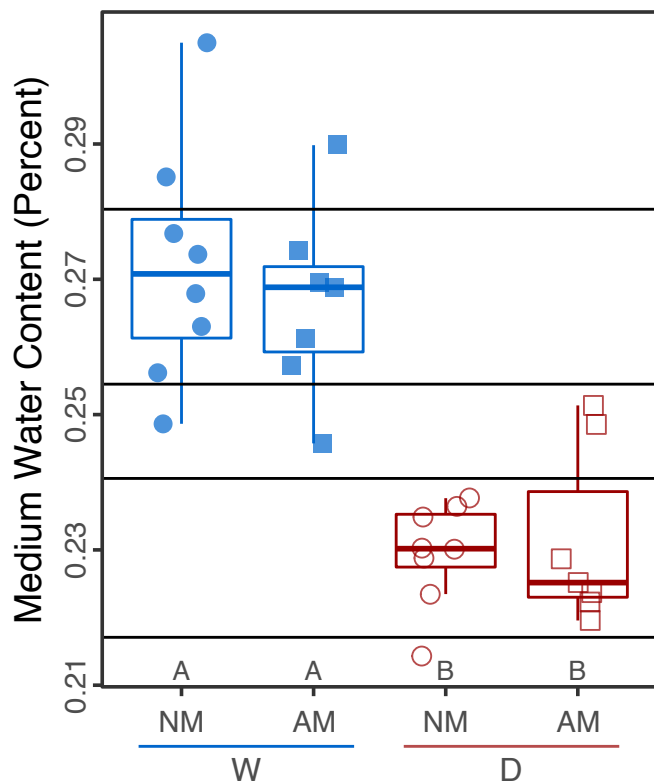 Medium Water Content (Percent)
0.29
0.27
0.25
0.23
0.21
A A B B
NM AM NM AM
W D